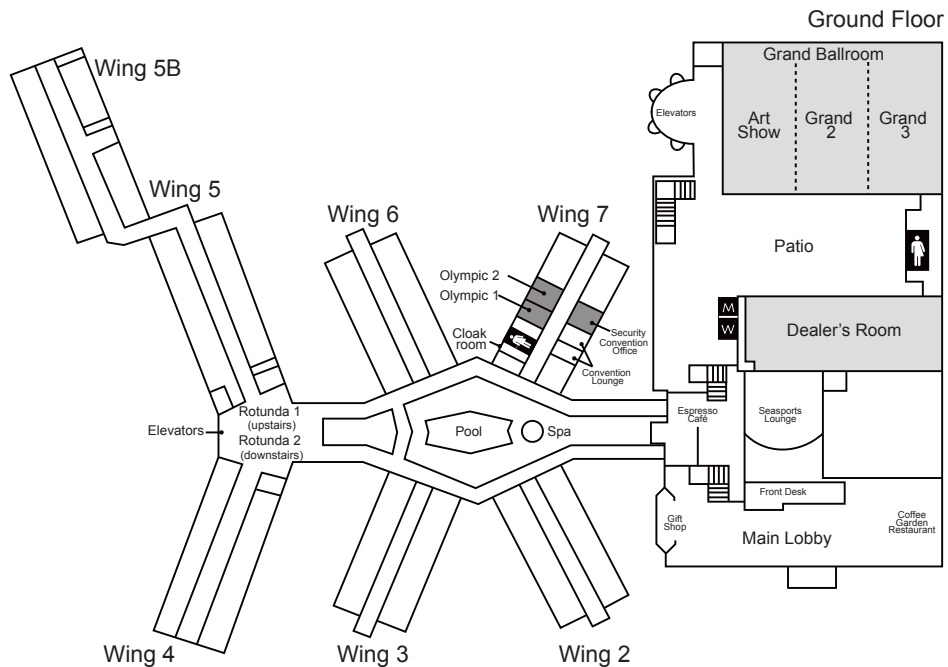 Ground Floor
Grand Ballroom
Wing 5B
Elevators
Art
Show
Grand
2
Grand
3
Wing 5
Wing 6
Wing 7
Patio
Olympic 2
Olympic 1
Cloak
room
Security
Convention
Office
Convention
Lounge
M
W
Dealer's Room
Elevators
Rotunda 1
(upstairs)
Rotunda 2
(downstairs)
Pool
Spa
Espresso
Café
Seasports
Lounge
Front Desk
Gift
Shop
Main Lobby
Coffee
Garden
Restaurant
Wing 4
Wing 3
Wing 2